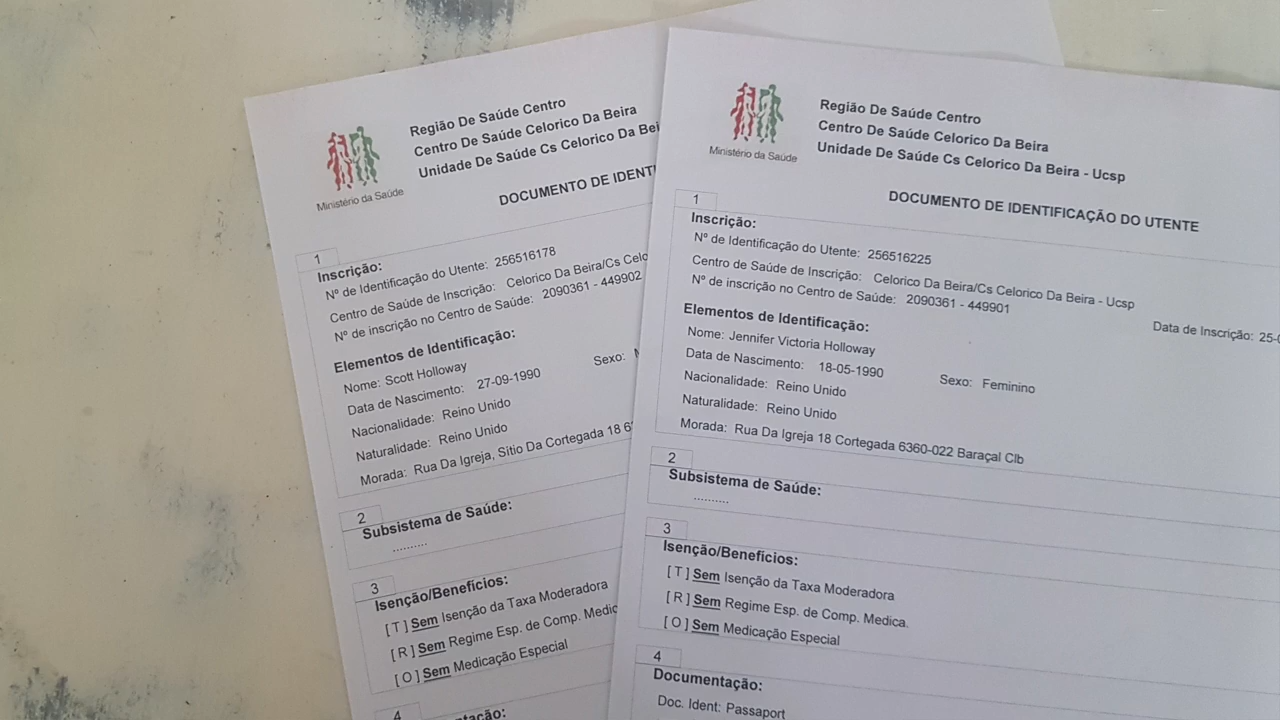 Ministério da Saúde
Região De Saúde Centro
Centro De Saúde Celorico Da Beira
Unidade De Saúde Cs Celorico Da
DOCUMENTO DE
1
Inscrição:
Nº de Identificação do Utente: 256516178
Centro de Saúde de Inscrição: Celorico Da Beira/Cs
Nº de inscrição no Centro de Saúde: 2090361 - 449902
Elementos de Identificação:
Nome: Scott Holloway
Data de Nascimento: 27-09-1990 Sexo:
Nacionalidade: Reino Unido
Naturalidade: Reino Unido
Morada: Rua Da Igreja, Sitio Da Cortegada 18
2
Subsistema de Saúde:
..........
3
Isenção/Benefícios:
[ T ] Sem Isenção da Taxa Moderadora
[ R ] Sem Regime Esp. de Comp.
[ O ] Sem Medicação Especial
4
Ministério da Saúde
Região De Saúde Centro
Centro De Saúde Celorico Da Beira
Unidade De Saúde Cs Celorico Da Beira - Ucsp
DOCUMENTO DE IDENTIFICAÇÃO DO UTENTE
1
Inscrição:
Nº de Identificação do Utente: 256516225
Centro de Saúde de Inscrição: Celorico Da Beira/Cs Celorico Da Beira - Ucsp
Nº de inscrição no Centro de Saúde: 2090361 - 449901
Data de Inscrição:
Elementos de Identificação:
Nome: Jennifer Victoria Holloway
Data de Nascimento: 18-05-1990 Sexo: Feminino
Nacionalidade: Reino Unido
Naturalidade: Reino Unido
Morada: Rua Da Igreja 18 Cortegada 6360-022 Baraçal Clb
2
Subsistema de Saúde:
..........
3
Isenção/Benefícios:
[ T ] Sem Isenção da Taxa Moderadora
[ R ] Sem Regime Esp. de Comp. Medica.
[ O ] Sem Medicação Especial
4
Documentação:
Doc. Ident: Passaport